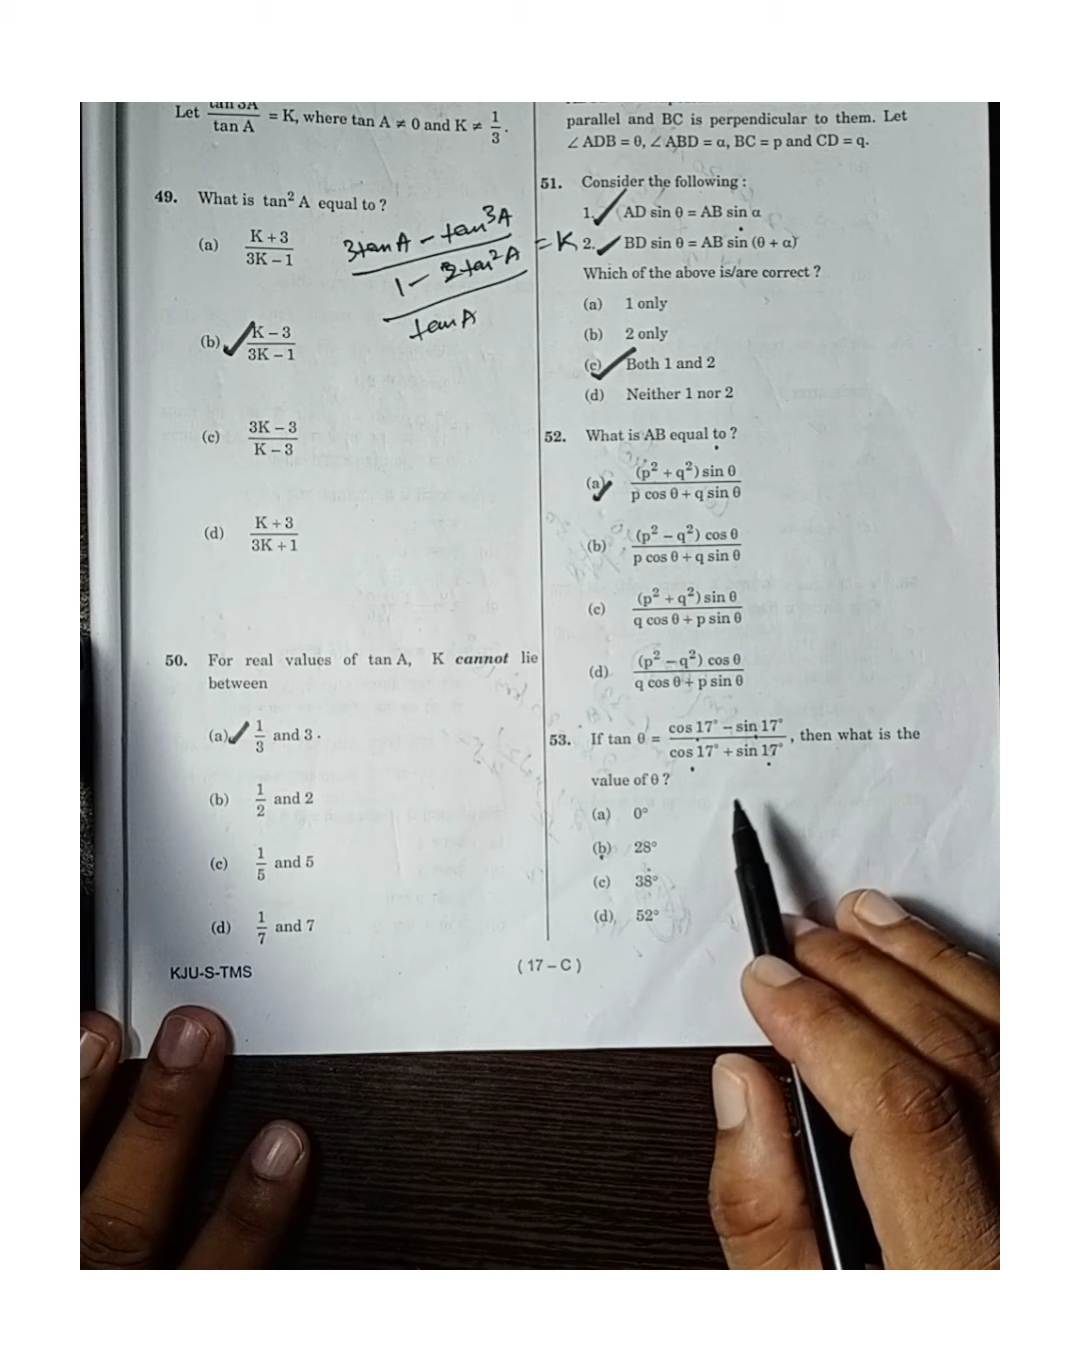 Let tan 3A / tan A = K, where tan A ≠ 0 and K ≠ 1/3.
49. What is tan² A equal to ?
(a) K + 3 / 3K – 1
(b) K – 3 / 3K – 1
(c) 3K – 3 / K – 3
(d) K + 3 / 3K + 1
3tanA – tan³A
1 – 3tan²A
tanA
= K
50. For real values of tan A, K cannot lie
between
(a) 1/3 and 3 .
(b) 1/2 and 2
(c) 1/5 and 5
(d) 1/7 and 7
KJU-S-TMS
( 17 – C )
parallel and BC is perpendicular to them. Let
∠ ADB = θ, ∠ ABD = α, BC = p and CD = q.
51. Consider the following :
1. AD sin θ = AB sin α
2. BD sin θ = AB sin (θ + α)
Which of the above is/are correct ?
(a) 1 only
(b) 2 only
(c) Both 1 and 2
(d) Neither 1 nor 2
52. What is AB equal to ?
(a) (p² + q²) sin θ / p cos θ + q sin θ
(b) (p² – q²) cos θ / p cos θ + q sin θ
(c) (p² + q²) sin θ / q cos θ + p sin θ
(d) (p² – q²) cos θ / q cos θ + p sin θ
53. If tan θ = cos 17° – sin 17° / cos 17° + sin 17° , then what is the
value of θ ?
(a) 0°
(b) 28°
(c) 38°
(d) 52°